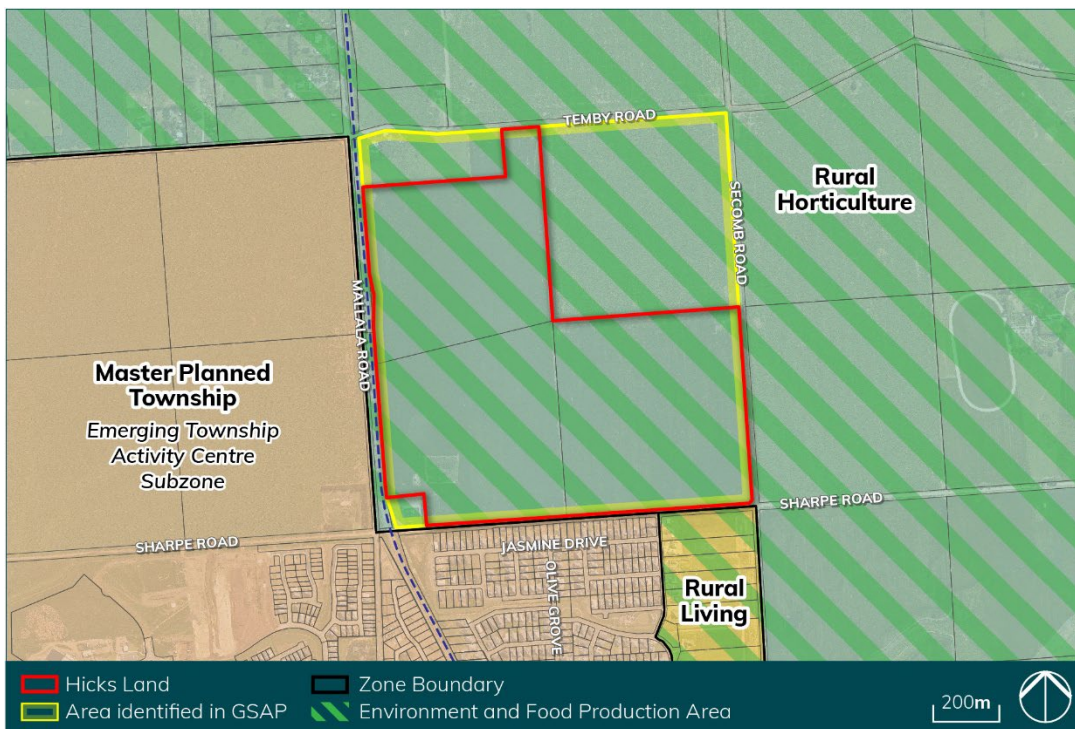 TEMBY ROAD
Rural
Horticulture
SECOMB ROAD
MALLALA ROAD
Master Planned
Township
Emerging Township
Activity Centre
Subzone
SHARPE ROAD
SHARPE ROAD
JASMINE DRIVE
OLIVE GROVE
Rural
Living
Hicks Land
Zone Boundary
Area identified in GSAP
Environment and Food Production Area
200m